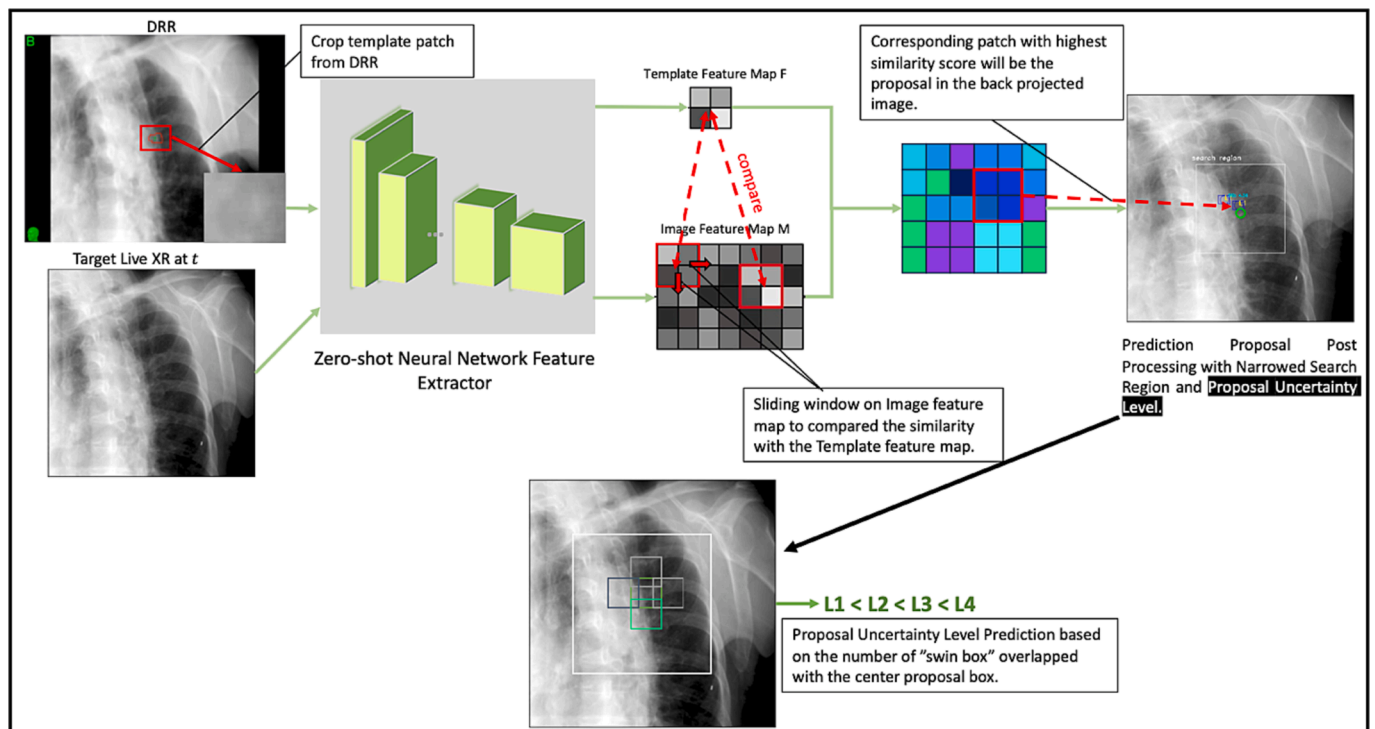 DRR
B
Crop template patch
from DRR
Target Live XR at t
Zero-shot Neural Network Feature
Extractor
Template Feature Map F
compare
Image Feature Map M
Sliding window on Image feature
map to compared the similarity
with the Template feature map.
Corresponding patch with highest
similarity score will be the
proposal in the back projected
image.
search region
Prediction Proposal Post
Processing with Narrowed Search
Region and Proposal Uncertainty
Level.
L1 < L2 < L3 < L4
Proposal Uncertainty Level Prediction based
on the number of "swin box" overlapped
with the center proposal box.